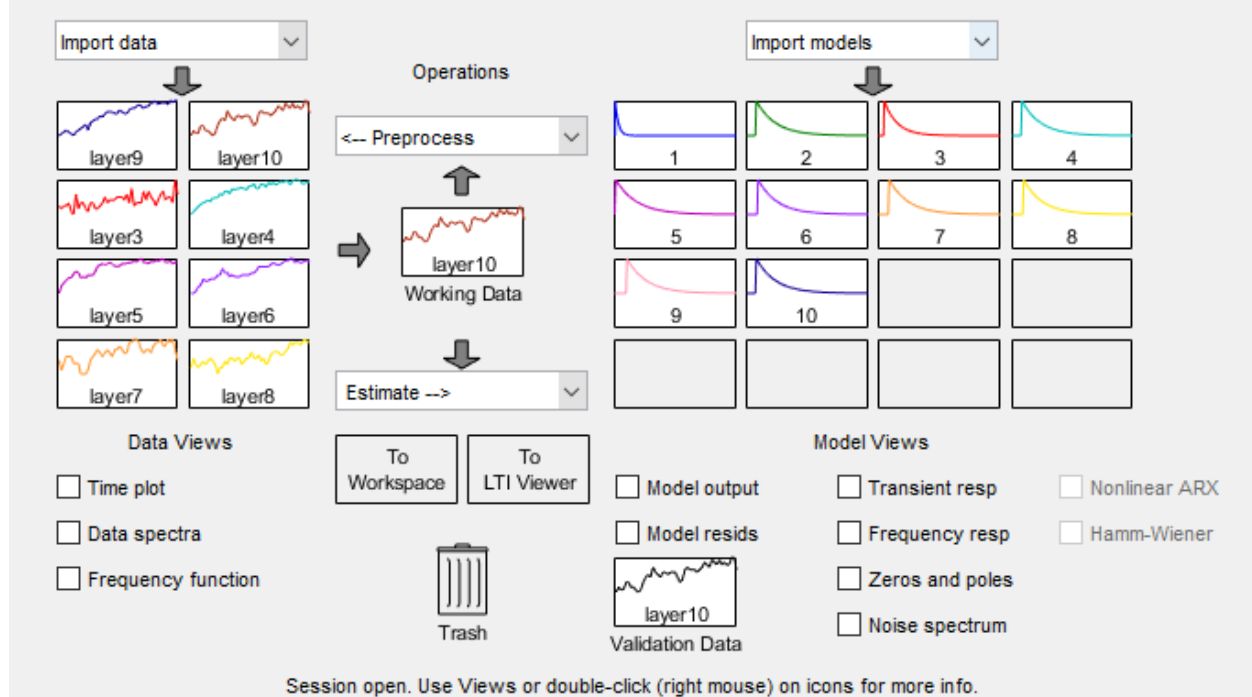 Import data
Import models
Operations
layer9
layer10
<-- Preprocess
1
2
3
4
layer3
layer4
layer10
Working Data
5
6
7
8
layer5
layer6
9
10
layer7
layer8
Estimate -->
Data Views
To
Workspace
To
LTI Viewer
Model Views
Time plot
Model output
Transient resp
Nonlinear ARX
Data spectra
Model resids
Frequency resp
Hamm-Wiener
Frequency function
Zeros and poles
Trash
layer10
Validation Data
Noise spectrum
Session open. Use Views or double-click (right mouse) on icons for more info.